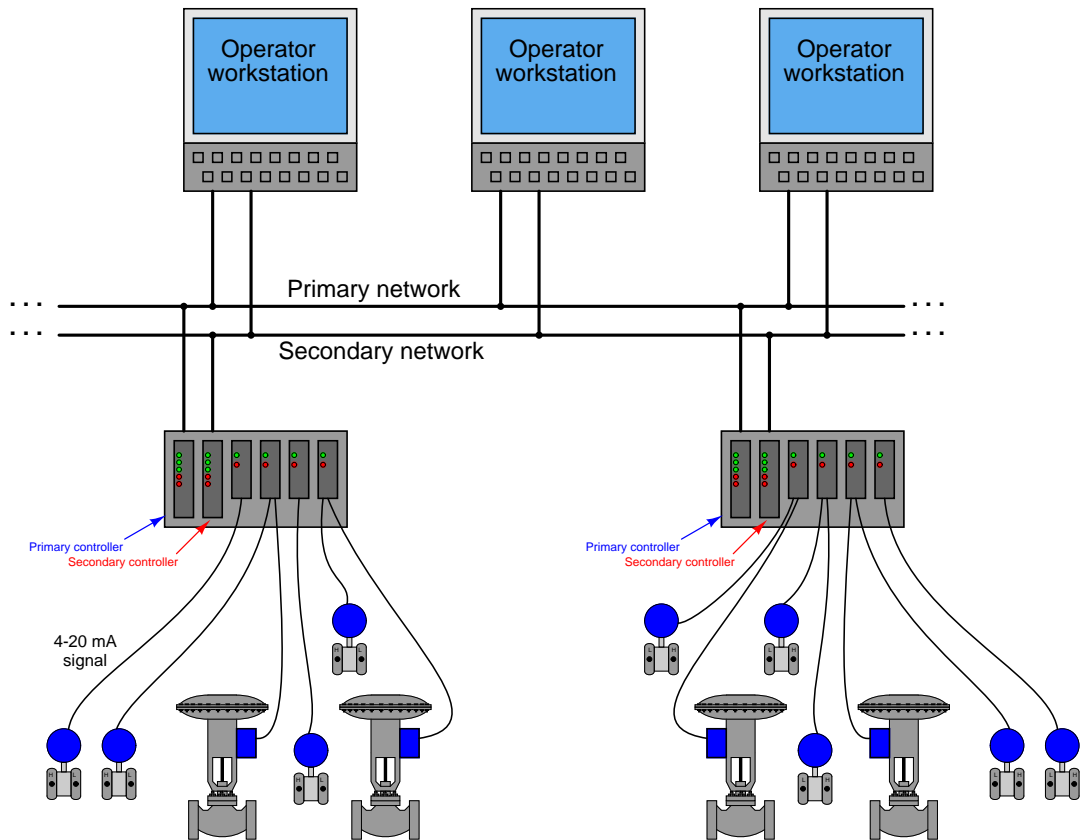 Operator
workstation
Operator
workstation
Operator
workstation
Primary network
. . .
. . .
. . .
. . .
Secondary network
Primary controller
Secondary controller
Primary controller
Secondary controller
4-20 mA
signal
H
L
L
H
L
H
H
L
H
L
H
L
H
L
L
H
L
H